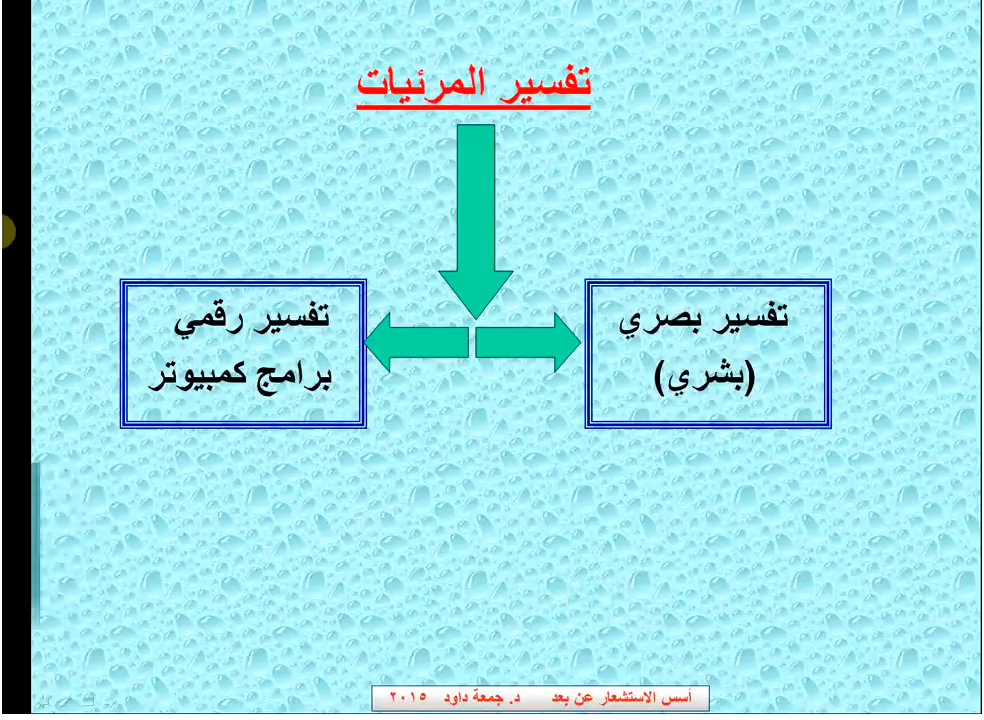 تفسير المرئيات
تفسير بصري
(بشري)
تفسير رقمي
برامج كمبيوتر
أسس الاستشعار عن بعد د. جمعة داود ٢٠١٥